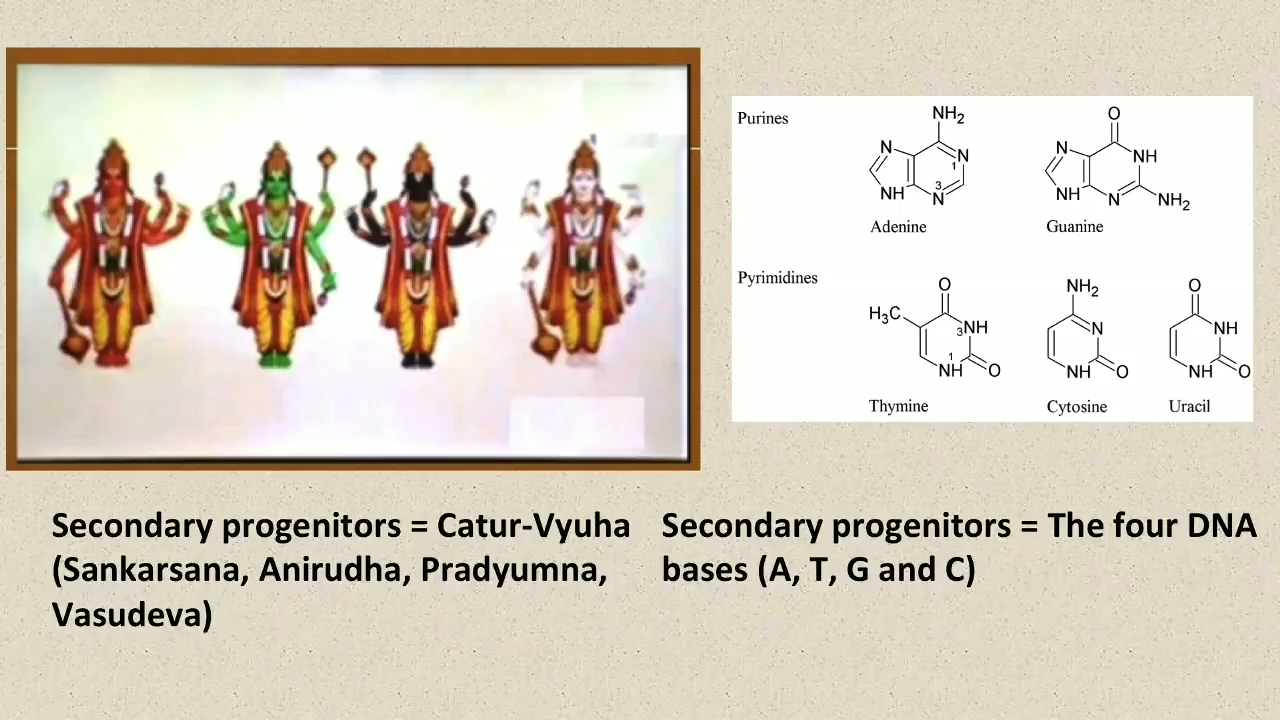 Purines
NH2
N
N
1
N
NH
3
N
Adenine
O
N
NH
NH
N
NH2
Guanine
Pyrimidines
O
H3C
NH
3
1
NH
O
Thymine
NH2
N
NH
O
Cytosine
O
NH
NH
O
Uracil
Secondary progenitors = Catur-Vyuha
(Sankarsana, Anirudha, Pradyumna,
Vasudeva)
Secondary progenitors = The four DNA
bases (A, T, G and C)